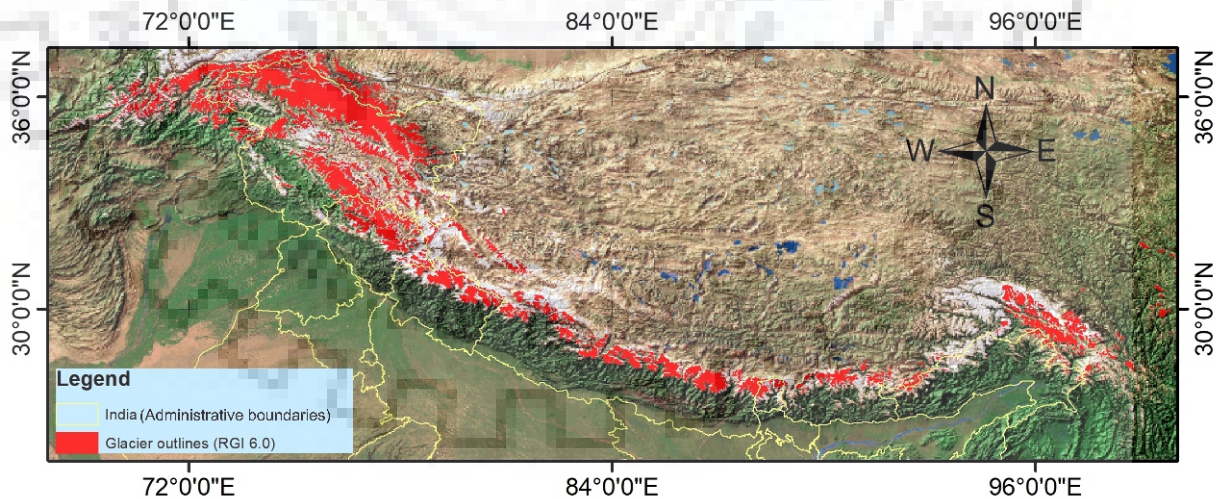 72°0'0"E 84°0'0"E 96°0'0"E
36°0'0"N 36°0'0"N
N
W E
S
30°0'0"N 30°0'0"N
Legend
India (Administrative boundaries)
Glacier outlines (RGI 6.0)
72°0'0"E 84°0'0"E 96°0'0"E